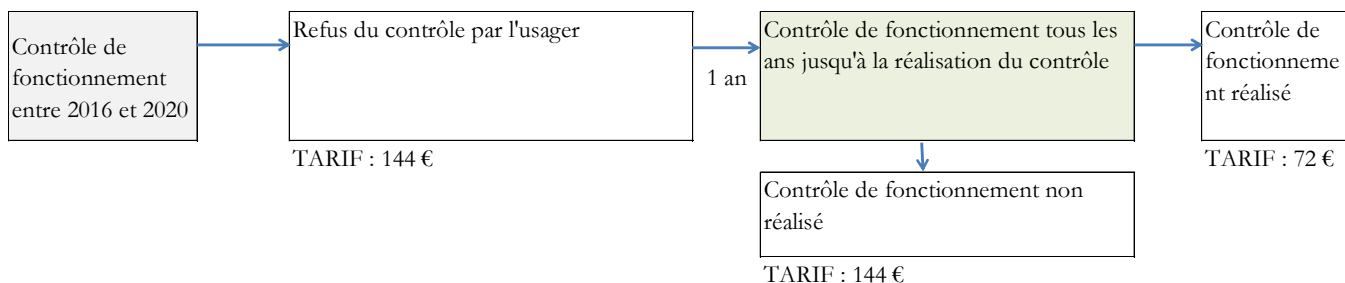 Contrôle de
fonctionnement
entre 2016 et 2020
Refus du contrôle par l'usager
TARIF : 144 €
1 an
Contrôle de fonctionnement tous les
ans jusqu'à la réalisation du contrôle
Contrôle de
fonctionneme
nt réalisé
TARIF : 72 €
Contrôle de fonctionnement non
réalisé
TARIF : 144 €